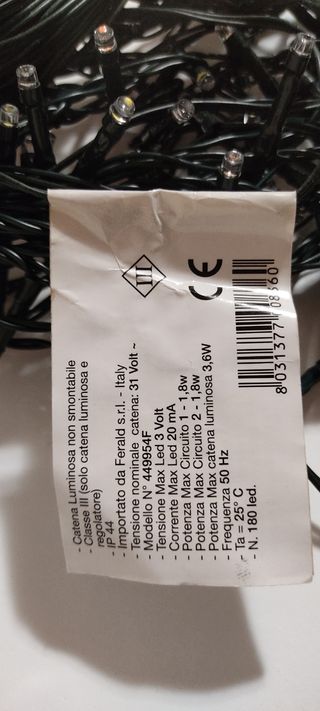 - Catena Luminosa non smontabile
- Classe III (solo catena luminosa e
regolatore)
- IP 44
- Importato da Ferald s.r.l. - Italy
- Tensione nominale catena: 31 Volt ~
- Modello N° 449954F
- Tensione Max Led 3 Volt
- Corrente Max Led 20 mA
- Potenza Max Circuito 1 - 1,8w
- Potenza Max Circuito 2 - 1,8w
- Potenza Max catena luminosa 3,6W
- Frequenza 50 Hz
- Ta = 25° C
- N. 180 led.
III
CE
8 031377 08360